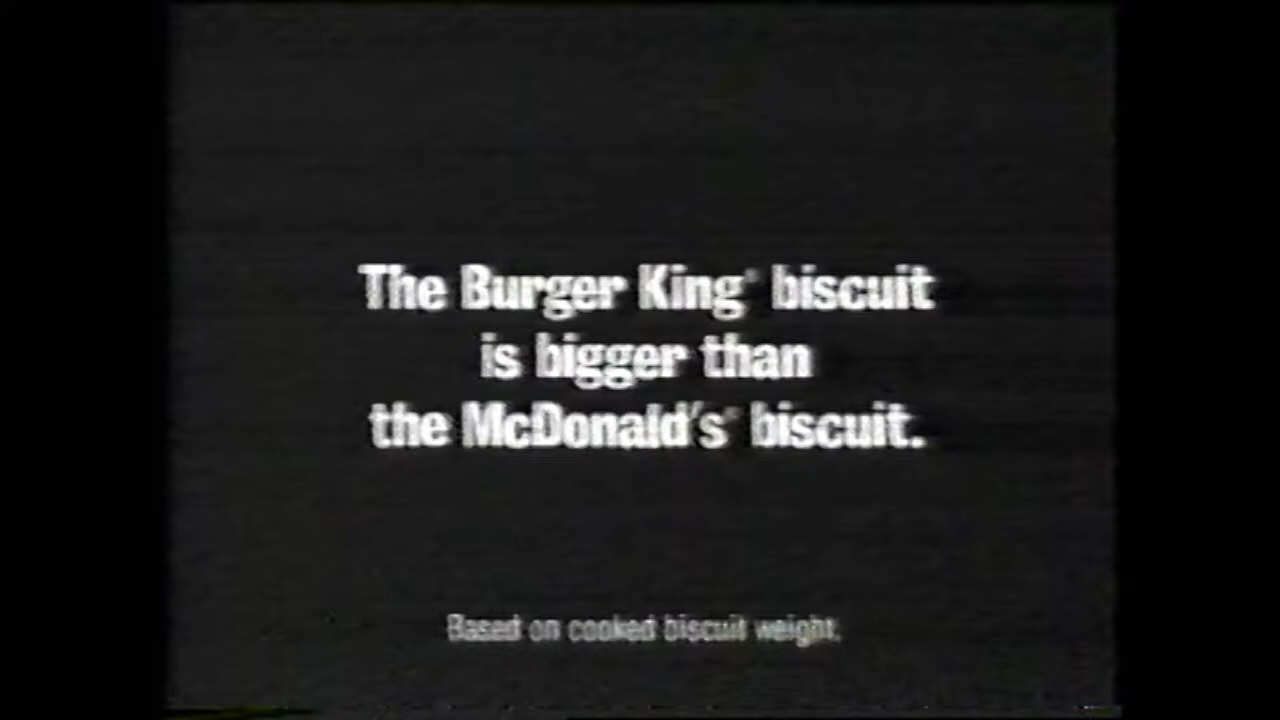 The Burger King® biscuit
is bigger than
the McDonald's® biscuit.
Based on cooked biscuit weight.